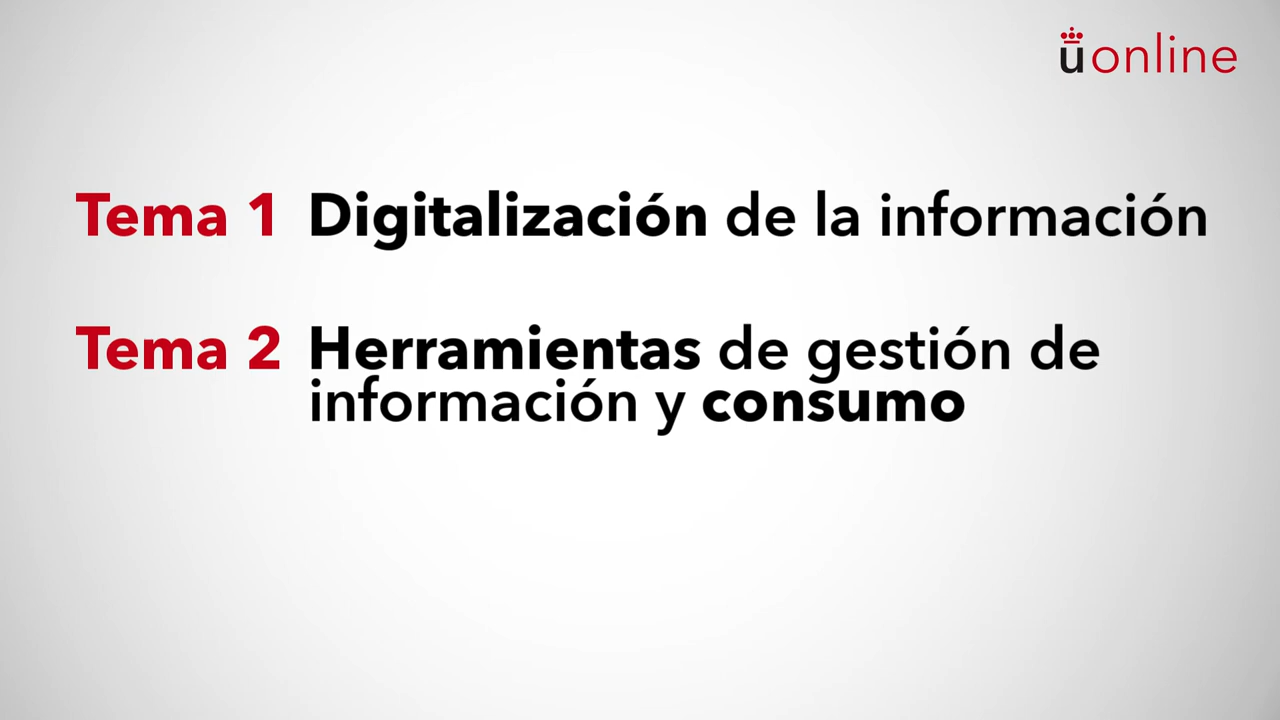 uonline
Tema 1 Digitalización de la información
Tema 2 Herramientas de gestión de
información y consumo